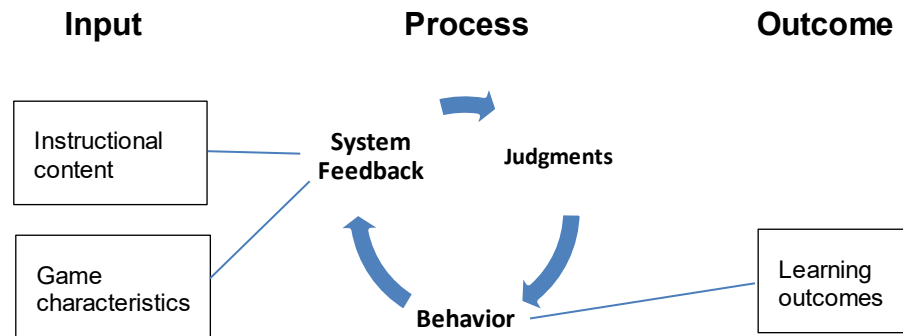 Input
Process
Outcome
Instructional
content
System
Feedback
Judgments
Game
characteristics
Learning
outcomes
Behavior